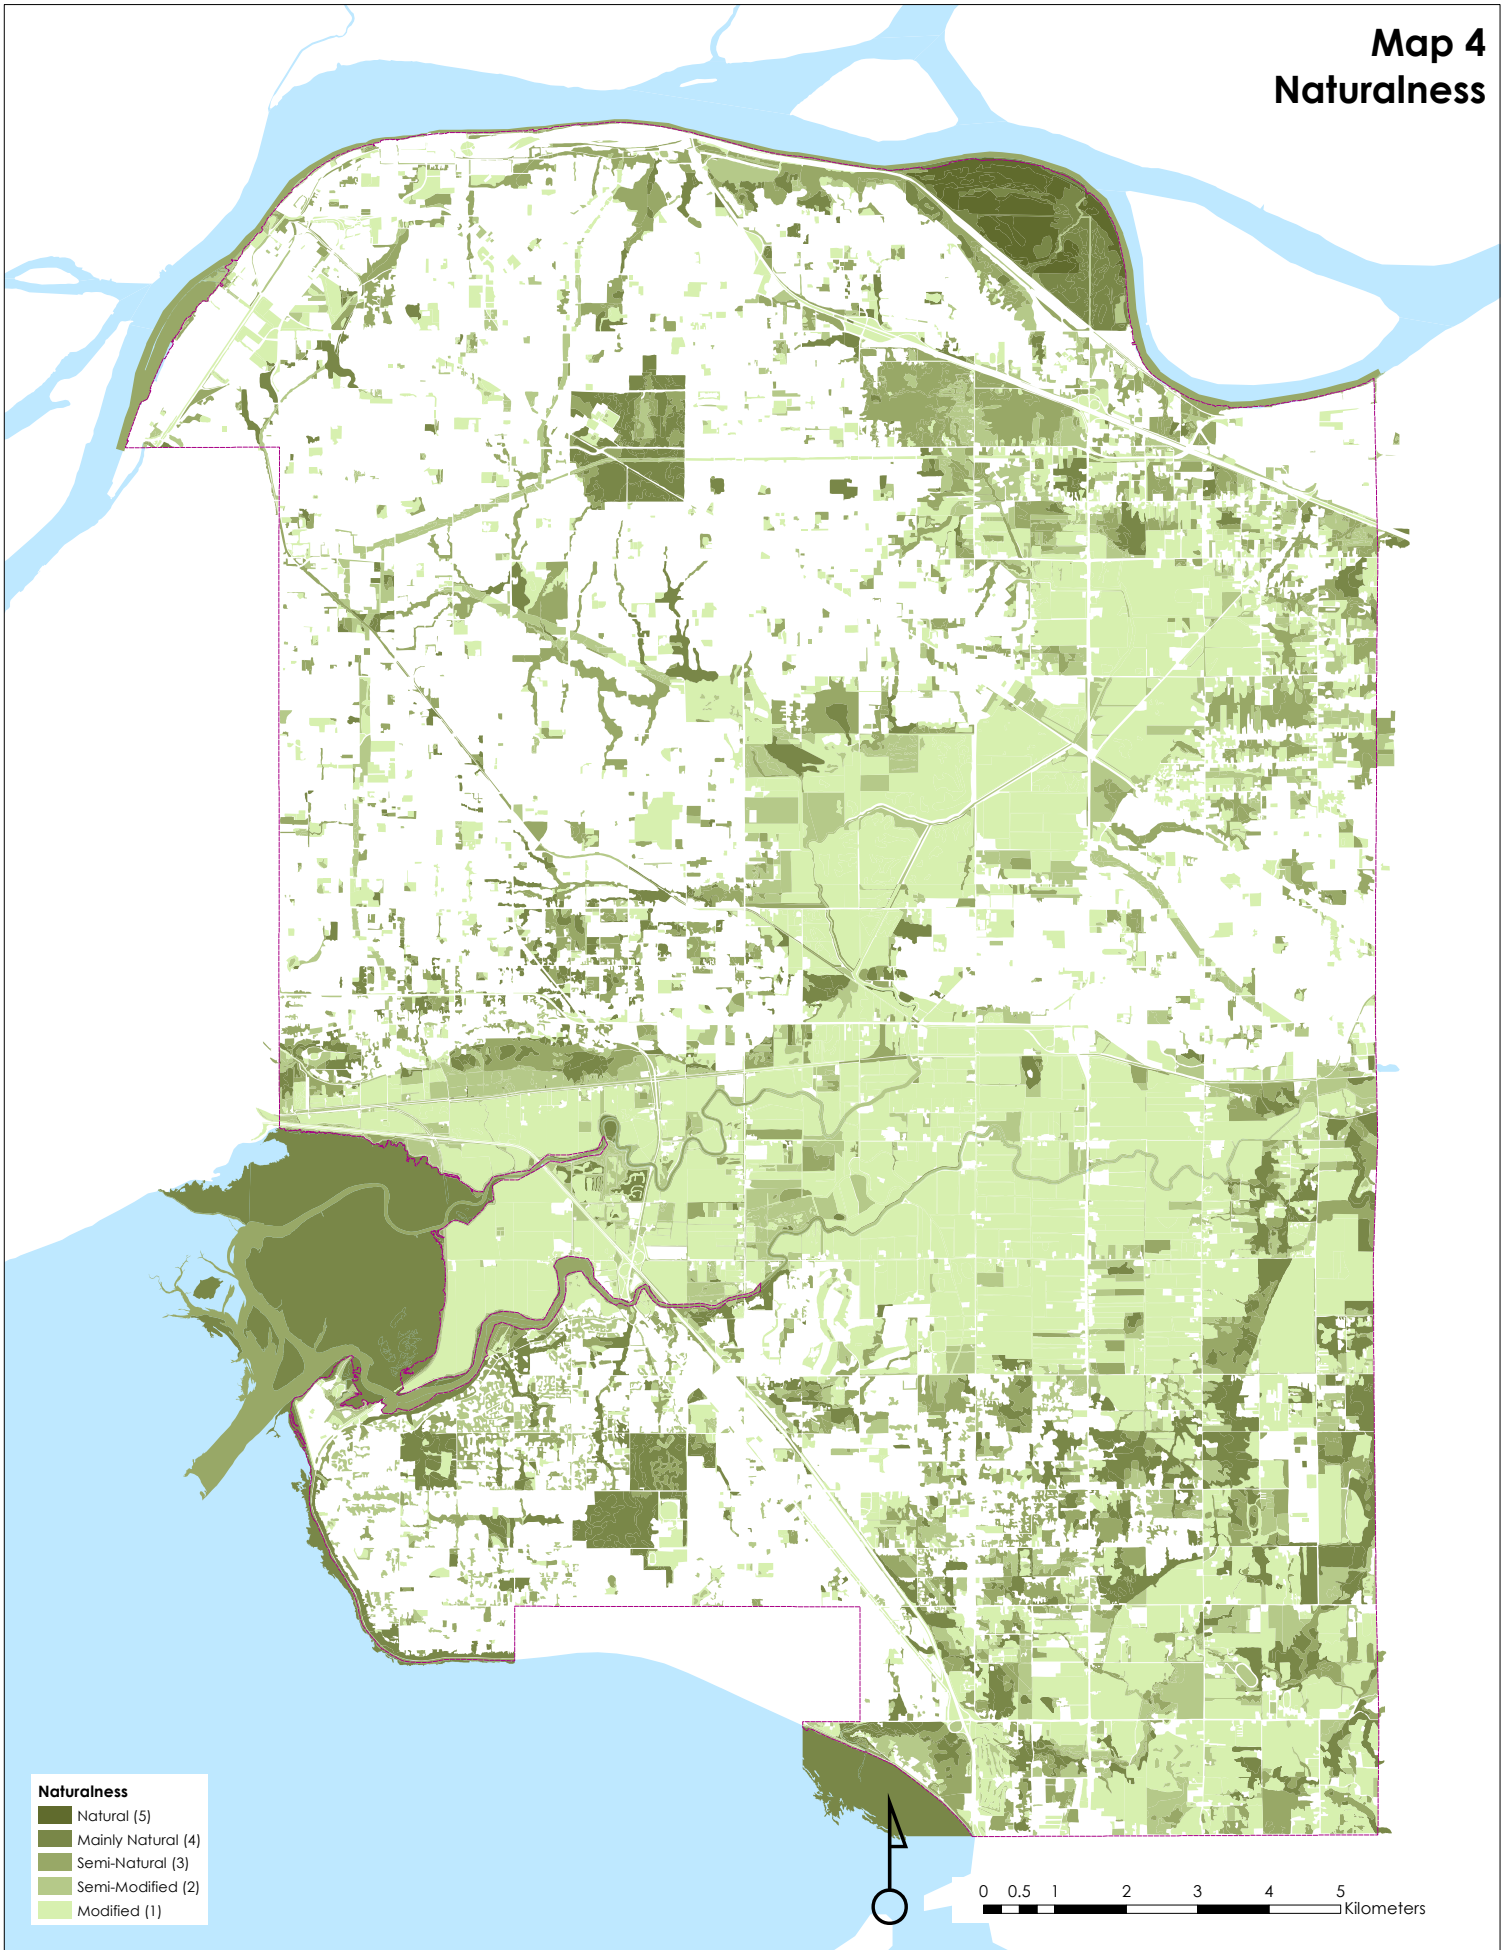 Map 4
Naturalness
Naturalness
Natural (5)
Mainly Natural (4)
Semi-Natural (3)
Semi-Modified (2)
Modified (1)
0 0.5 1 2 3 4 5
Kilometers